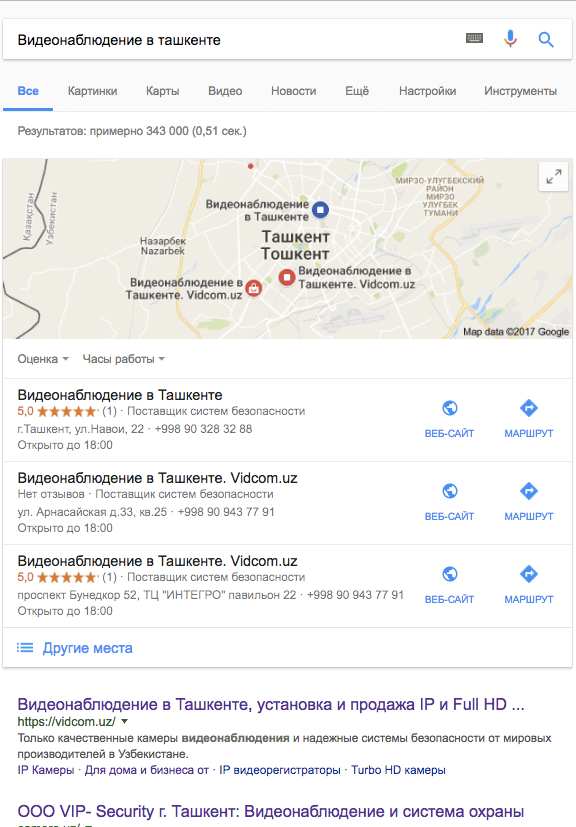 Видеонаблюдение в ташкенте
Все Картинки Карты Видео Новости Ещё Настройки Инструменты
Результатов: примерно 343 000 (0,51 сек.)
Қазақстан
Узбекистан
Видеонаблюдение
в Ташкенте
МИРЗО-УЛУГБЕКСКИЙ
РАЙОН
МИРЗО
УЛУГБЕК
ТУМАНИ
Ташкент
Тошкент
Назарбек
Nazarbek
Видеонаблюдение в
Ташкенте. Vidcom.uz
Видеонаблюдение в
Ташкенте. Vidcom.uz
Map data ©2017 Google
Оценка Часы работы
Видеонаблюдение в Ташкенте
5,0 ★★★★★ (1) · Поставщик систем безопасности
г.Ташкент, ул.Навои, 22 · +998 90 328 32 88
Открыто до 18:00
ВЕБ-САЙТ МАРШРУТ
Видеонаблюдение в Ташкенте. Vidcom.uz
Нет отзывов · Поставщик систем безопасности
ул. Арнасайская д.33, кв.25 · +998 90 943 77 91
Открыто до 18:00
ВЕБ-САЙТ МАРШРУТ
Видеонаблюдение в Ташкенте. Vidcom.uz
5,0 ★★★★★ (1) · Поставщик систем безопасности
проспект Бунедкор 52, ТЦ "ИНТЕГРО" павильон 22 · +998 90 943 77 91
Открыто до 18:00
ВЕБ-САЙТ МАРШРУТ
Другие места
Видеонаблюдение в Ташкенте, установка и продажа IP и Full HD ...
https://vidcom.uz/
Только качественные камеры видеонаблюдения и надежные системы безопасности от мировых
производителей в Узбекистане.
IP Камеры · Для дома и бизнеса от · IP видеорегистраторы · Turbo HD камеры
ООО VIP- Security г. Ташкент: Видеонаблюдение и система охраны